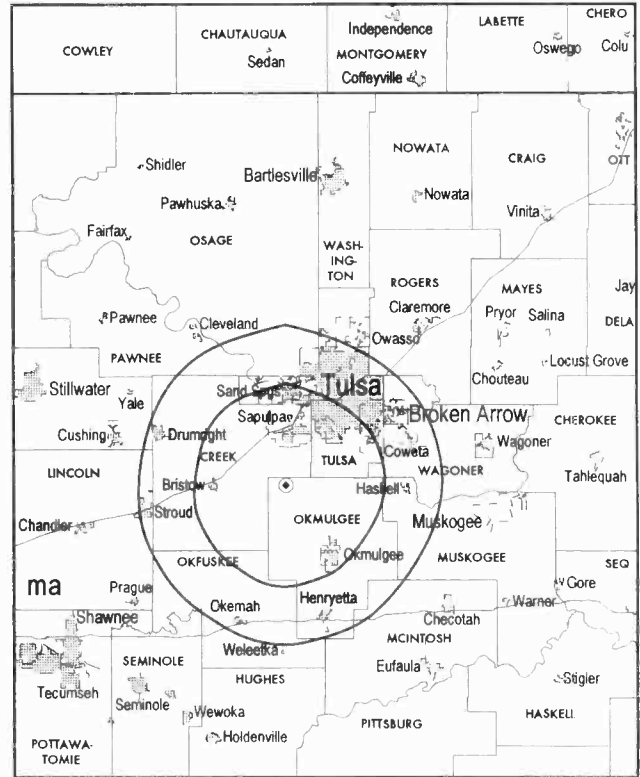 COWLEY
CHAUTAUQUA
Sedan
Independence
MONTGOMERY
Coffeyville
LABETTE
Oswego
CHERO
Colu
Shidler
Bartlesville
Pawhuska
Fairfax
OSAGE
NOWATA
Nowata
CRAIG
Vinita
OTT
WASH-
ING-
TON
ROGERS
Claremore
MAYES
Pryor
Salina
Jay
DELA
Pawnee
Cleveland
Owasso
PAWNEE
Chouteau
Locust Grove
Stillwater
Yale
Sand Spgs
Tulsa
Sapulpa
Broken Arrow
CHEROKEE
Cushing
Drumright
Coweta
Wagoner
CREEK
TULSA
WAGONER
LINCOLN
Tahlequah
Bristow
Haskell
Stroud
Chandler
OKMULGEE
Muskogee
Okmulgee
MUSKOGEE
OKFUSKEE
SEQ
ma
Prague
Gore
Okemah
Henryetta
Warner
Shawnee
Checotah
Weleetka
MCINTOSH
SEMINOLE
Eufaula
HUGHES
Tecumseh
Stigler
Seminole
Wewoka
PITTSBURG
HASKELL
Holdenville
POTTAWA-
TOMIE